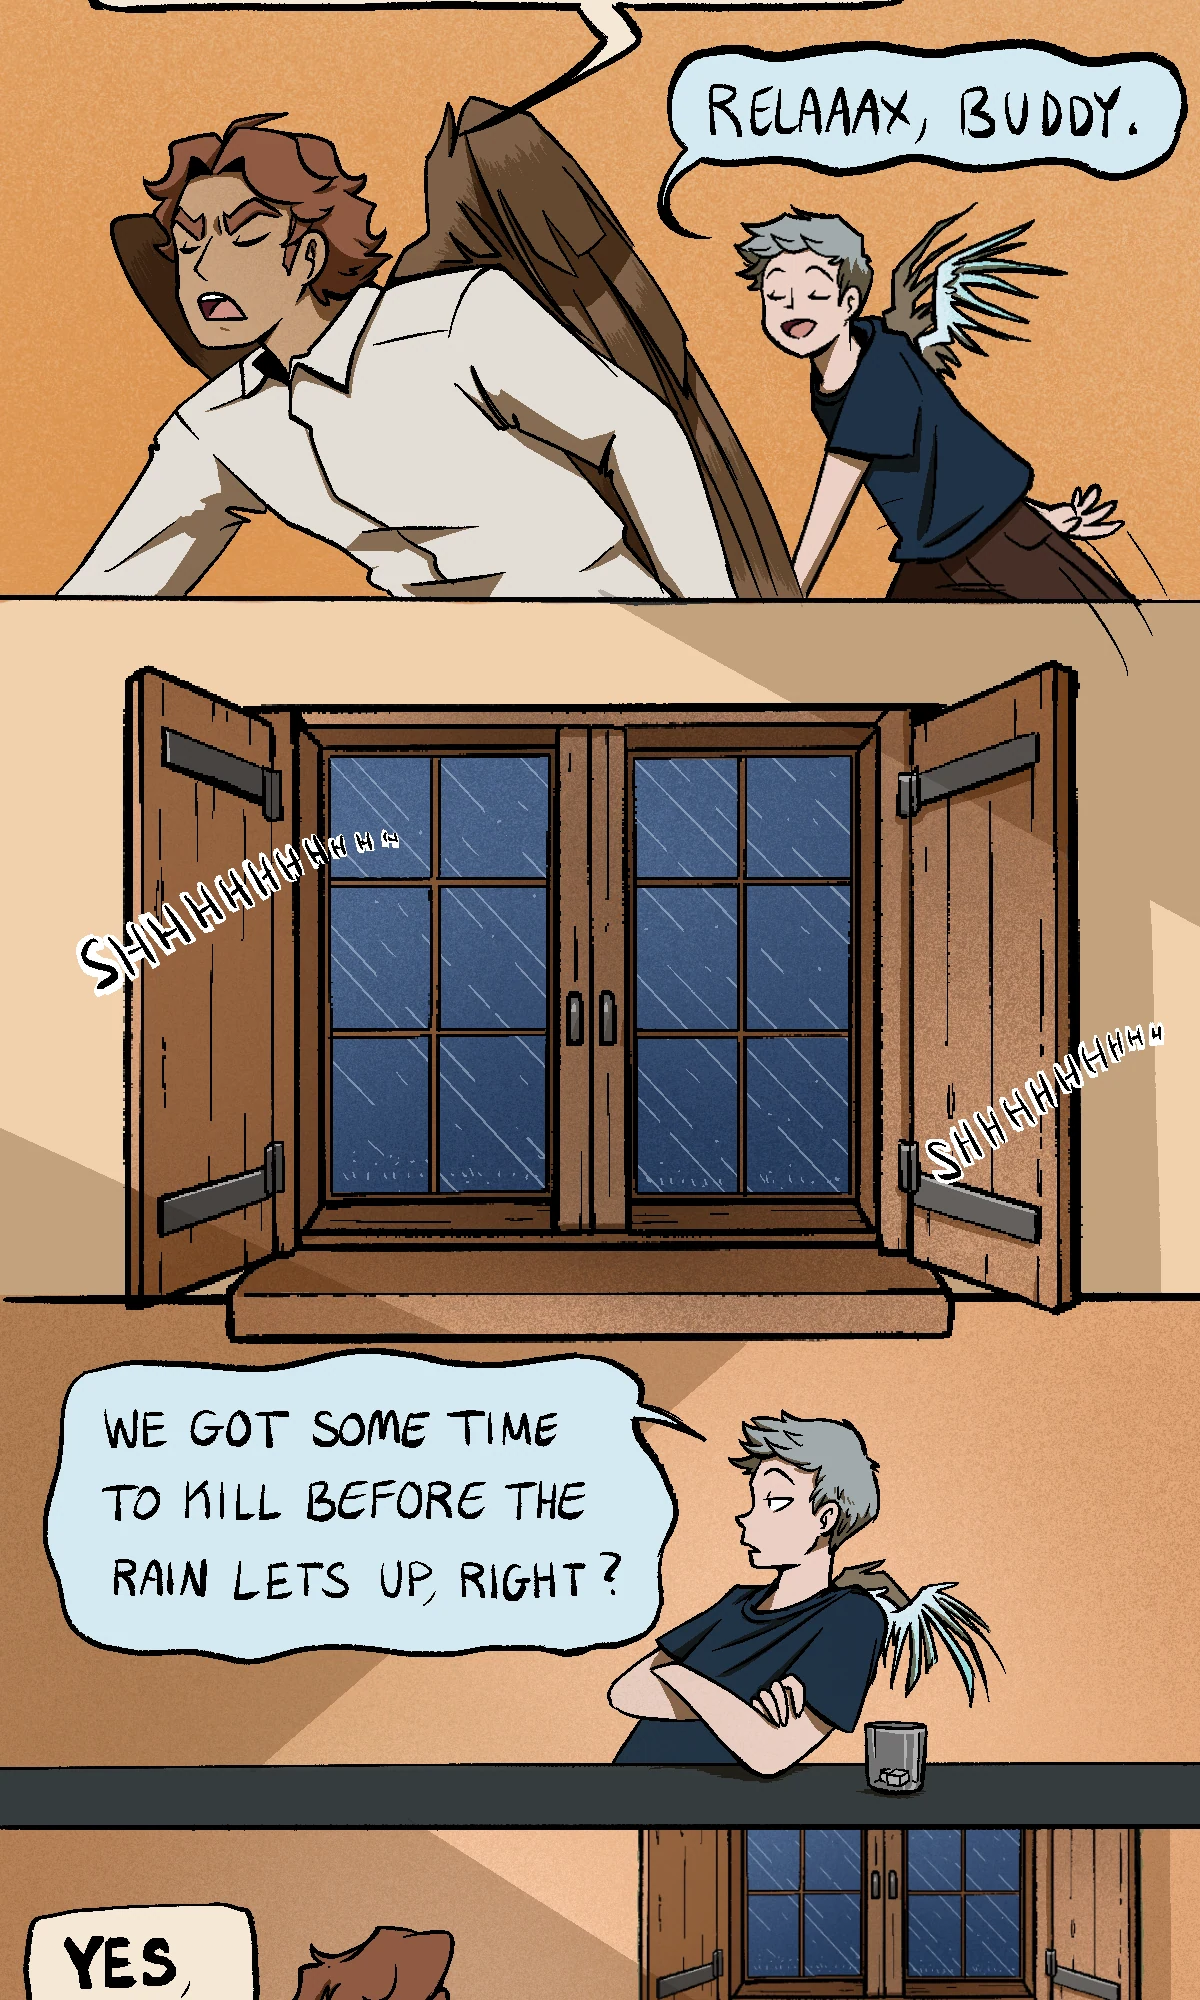 RELAAAX, BUDDY.
SHHHHHHHHHHH
SHHHHHHHHHH
WE GOT SOME TIME
TO KILL BEFORE THE
RAIN LETS UP, RIGHT?
YES,